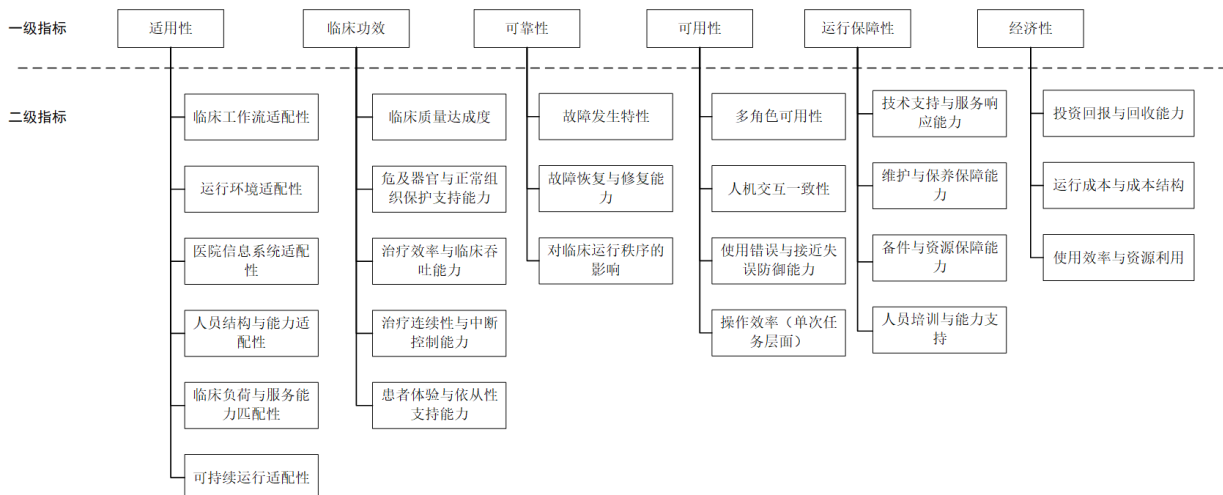 一级指标
适用性
临床功效
可靠性
可用性
运行保障性
经济性
二级指标
临床工作流适配性
运行环境适配性
医院信息系统适配
性
人员结构与能力适
配性
临床负荷与服务能
力匹配性
可持续运行适配性
临床质量达成度
危及器官与正常组
织保护支持能力
治疗效率与临床吞
吐能力
治疗连续性与中断
控制能力
患者体验与依从性
支持能力
故障发生特性
故障恢复与修复能
力
对临床运行秩序的
影响
多角色可用性
人机交互一致性
使用错误与接近失
误防御能力
操作效率（单次任
务层面）
技术支持与服务响
应能力
维护与保养保障能
力
备件与资源保障能
力
人员培训与能力支
持
投资回报与回收能力
运行成本与成本结构
使用效率与资源利用